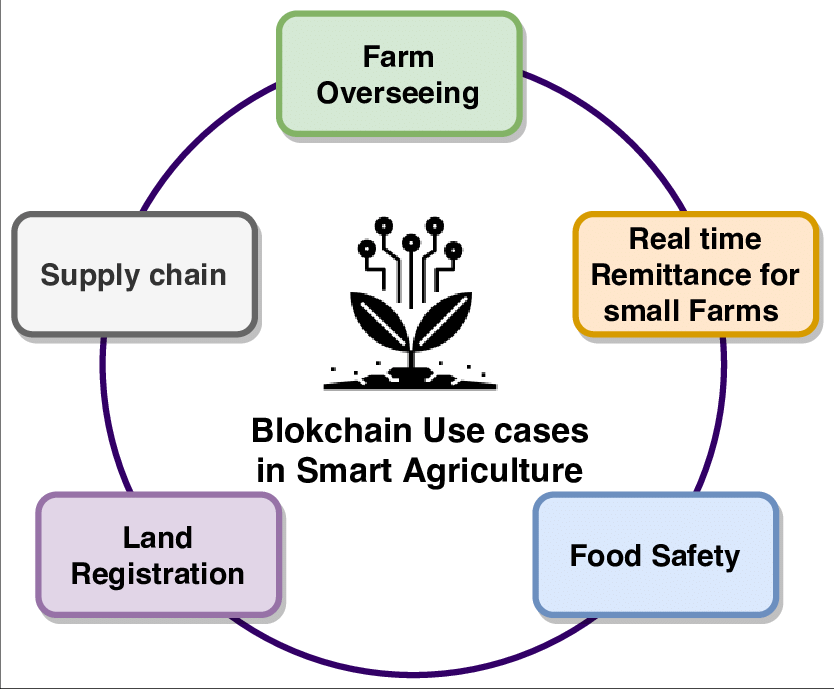 Farm
Overseeing
Supply chain
Real time
Remittance for
small Farms
Blokchain Use cases
in Smart Agriculture
Land
Registration
Food Safety